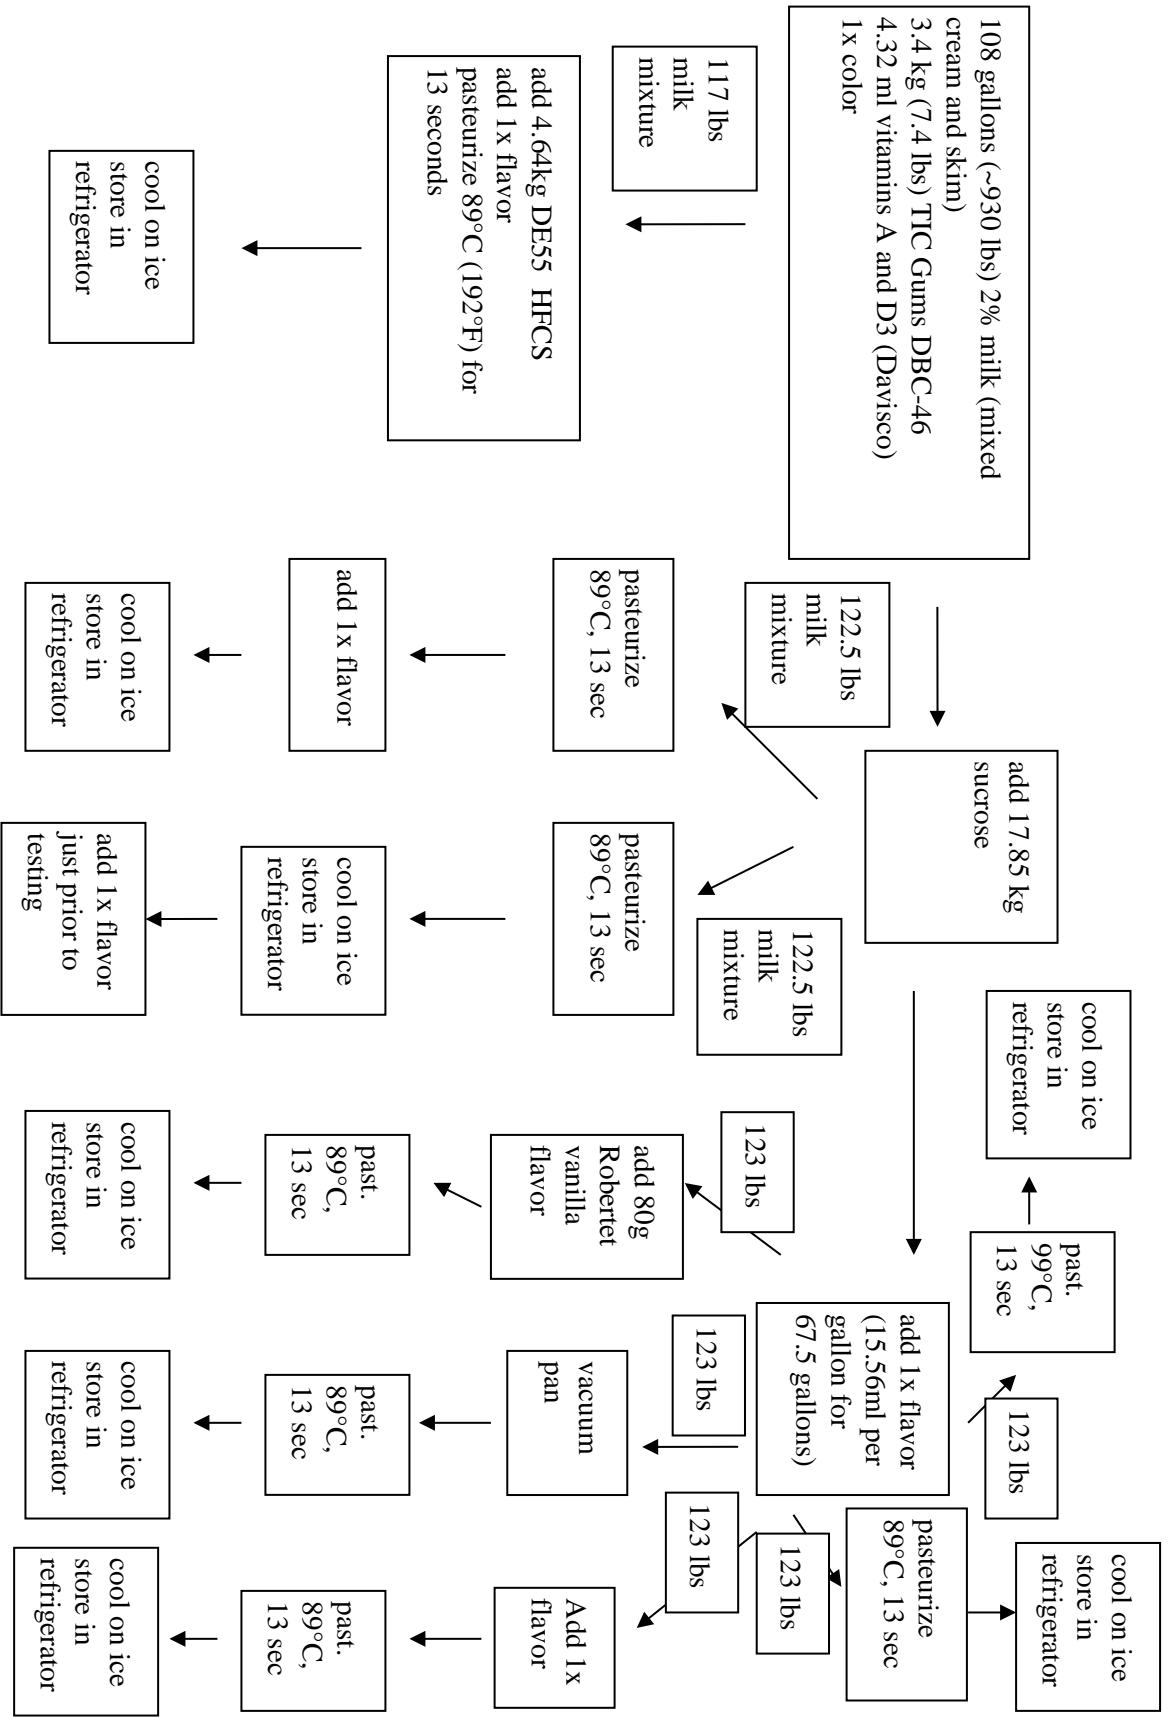 108 gallons (~930 lbs) 2% milk (mixed
cream and skim)
3.4 kg (7.4 lbs) TIC Gums DBC-46
4.32 ml vitamins A and D3 (Davisco)
1x color
117 lbs
milk
mixture
add 4.64kg DE55 HFCS
add 1x flavor
pasteurize 89°C (192°F) for
13 seconds
cool on ice
store in
refrigerator
add 17.85 kg
sucrose
122.5 lbs
milk
mixture
pasteurize
89°C, 13 sec
add 1x flavor
cool on ice
store in
refrigerator
122.5 lbs
milk
mixture
pasteurize
89°C, 13 sec
cool on ice
store in
refrigerator
add 1x flavor
just prior to
testing
add 1x flavor
(15.56ml per
gallon for
67.5 gallons)
123 lbs
past.
99°C,
13 sec
cool on ice
store in
refrigerator
123 lbs
add 80g
Robertet
vanilla
flavor
past.
89°C,
13 sec
cool on ice
store in
refrigerator
123 lbs
vacuum
pan
past.
89°C,
13 sec
cool on ice
store in
refrigerator
123 lbs
Add 1x
flavor
past.
89°C,
13 sec
cool on ice
store in
refrigerator
123 lbs
pasteurize
89°C, 13 sec
cool on ice
store in
refrigerator